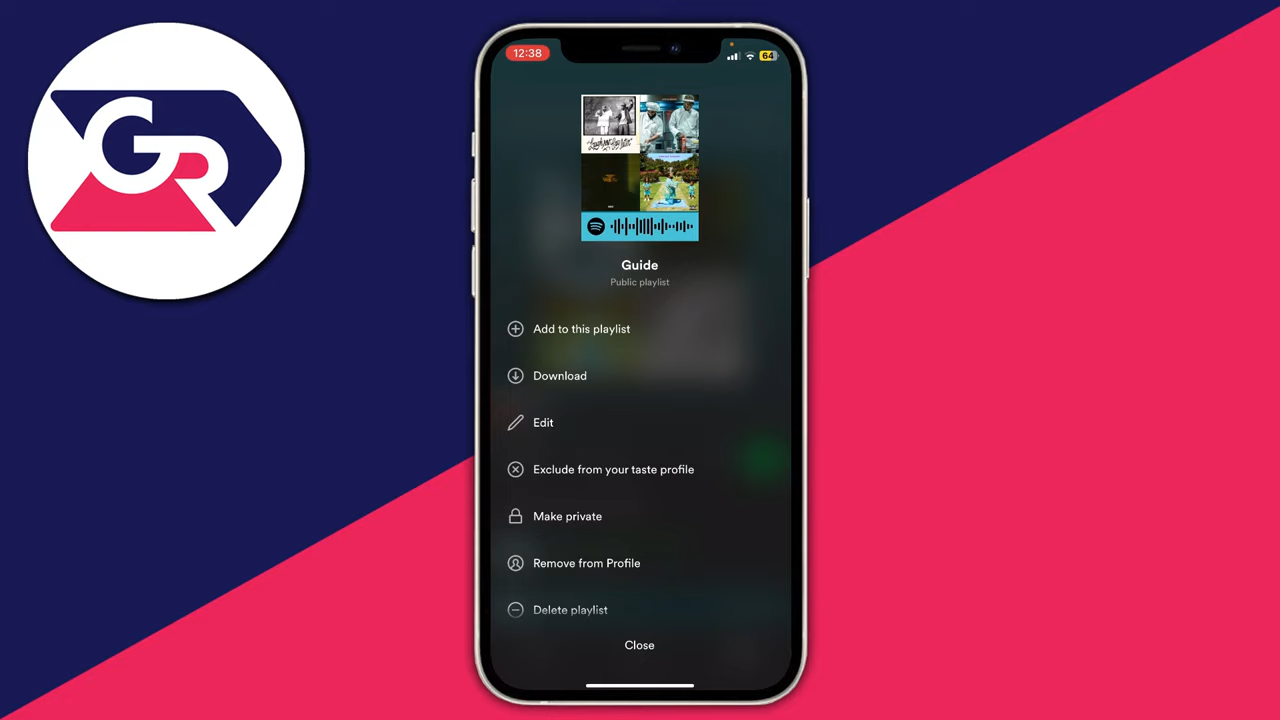 GR
12:38
64
Guide
Public playlist
Add to this playlist
Download
Edit
Exclude from your taste profile
Make private
Remove from Profile
Delete playlist
Close